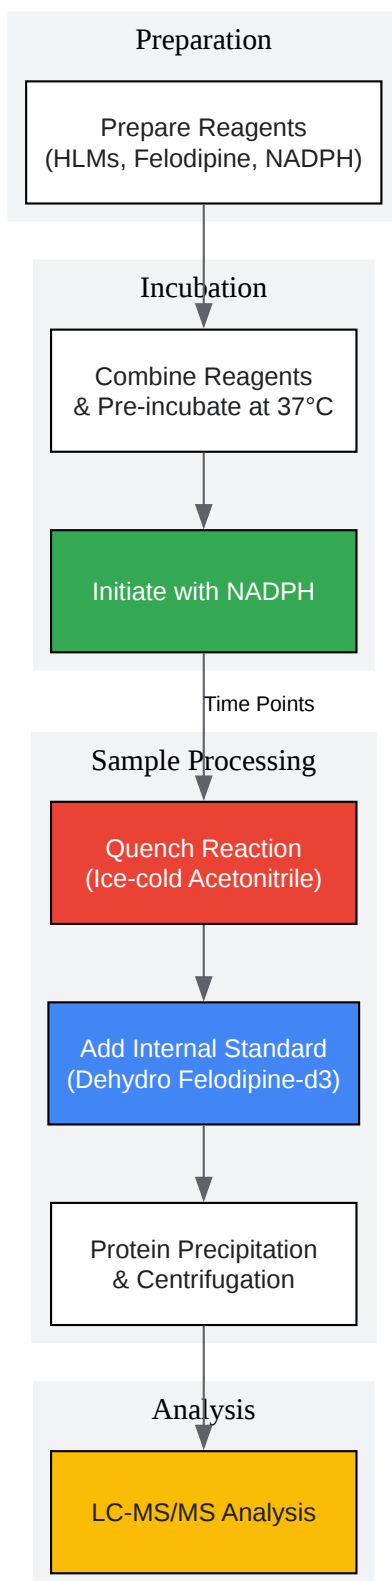 Preparation
Prepare Reagents
(HLMs, Felodipine, NADPH)
Incubation
Combine Reagents
& Pre-incubate at 37°C
Initiate with NADPH
Time Points
Sample Processing
Quench Reaction
(Ice-cold Acetonitrile)
Add Internal Standard
(Dehydro Felodipine-d3)
Protein Precipitation
& Centrifugation
Analysis
LC-MS/MS Analysis